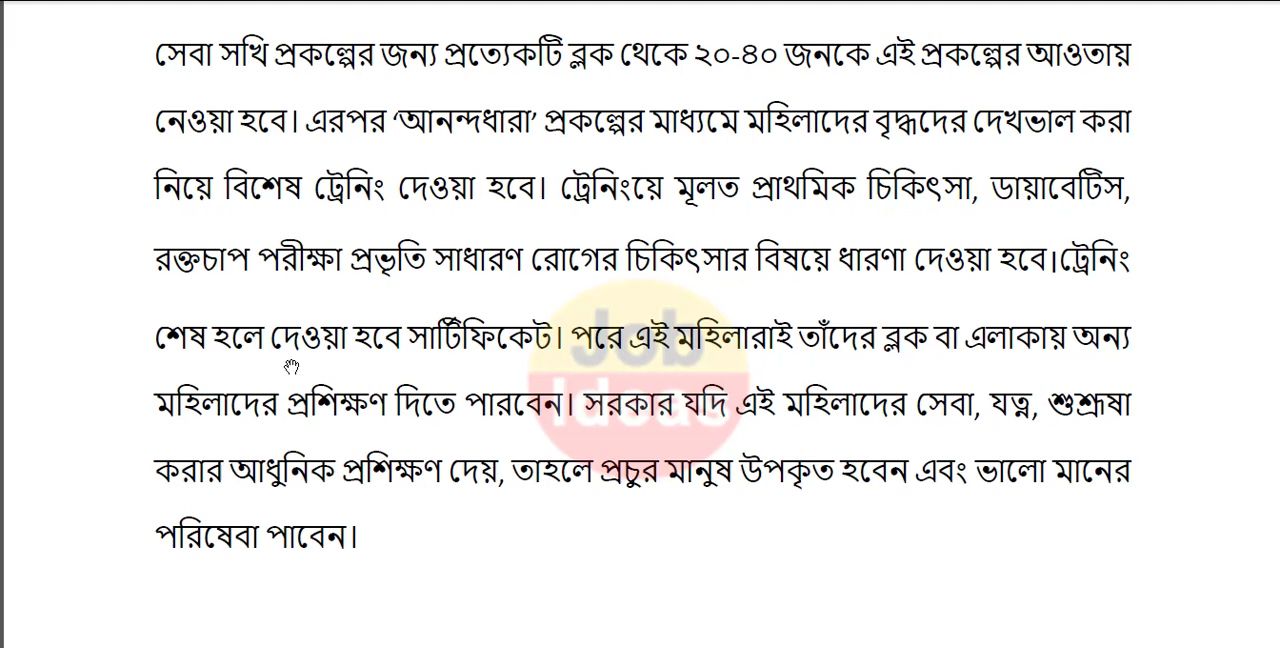 সেবা সখি প্রকল্পের জন্য প্রত্যেকটি ব্লক থেকে ২০-৪০ জনকে এই প্রকল্পের আওতায়
নেওয়া হবে। এরপর ‘আনন্দধারা’ প্রকল্পের মাধ্যমে মহিলাদের বৃদ্ধদের দেখভাল করা
নিয়ে বিশেষ ট্রেনিং দেওয়া হবে। ট্রেনিংয়ে মূলত প্রাথমিক চিকিৎসা, ডায়াবেটিস,
রক্তচাপ পরীক্ষা প্রভৃতি সাধারণ রোগের চিকিৎসার বিষয়ে ধারণা দেওয়া হবে।ট্রেনিং
শেষ হলে দেওয়া হবে সার্টিফিকেট। পরে এই মহিলারাই তাঁদের ব্লক বা এলাকায় অন্য
মহিলাদের প্রশিক্ষণ দিতে পারবেন। সরকার যদি এই মহিলাদের সেবা, যত্ন, শুশ্রূষা
করার আধুনিক প্রশিক্ষণ দেয়, তাহলে প্রচুর মানুষ উপকৃত হবেন এবং ভালো মানের
পরিষেবা পাবেন।
Job
Ideas